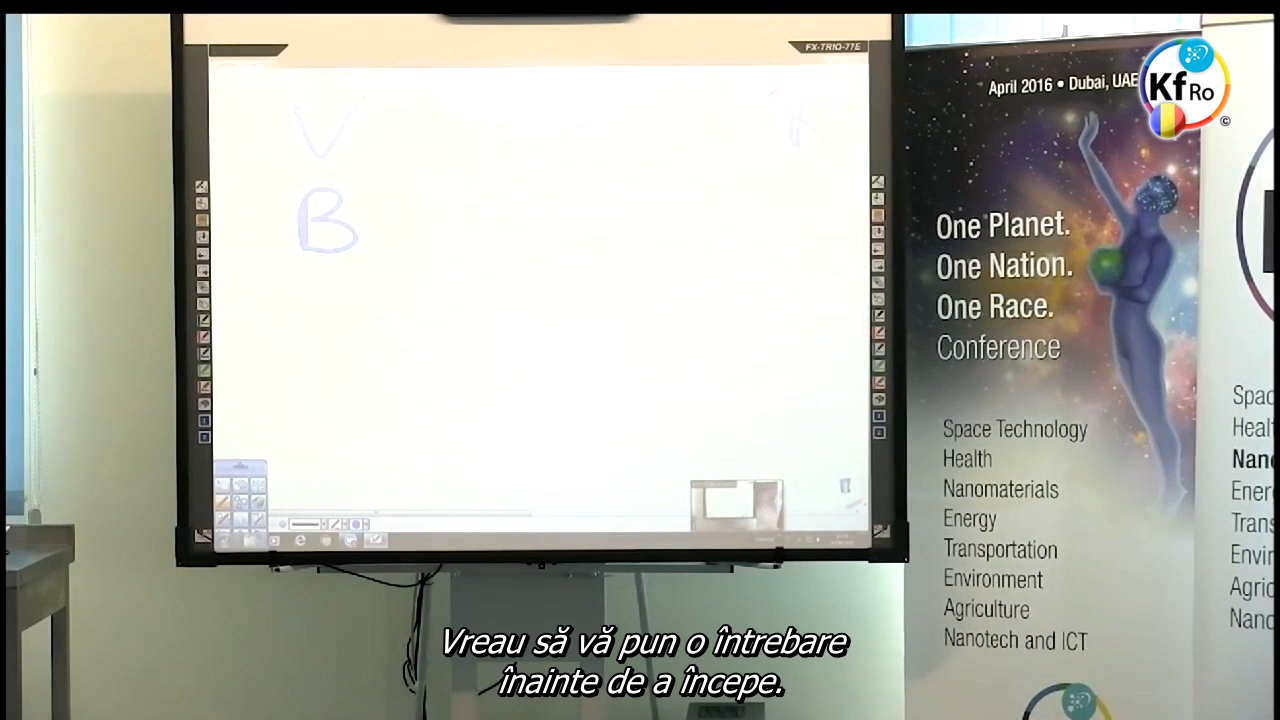 FX-TRIO-77E
V
B
April 2016 • Dubai, UAE
Kf Ro
©
One Planet.
One Nation.
One Race.
Conference
Space Technology
Health
Nanomaterials
Energy
Transportation
Environment
Agriculture
Nanotech and ICT
Vreau să vă pun o întrebare
înainte de a începe.